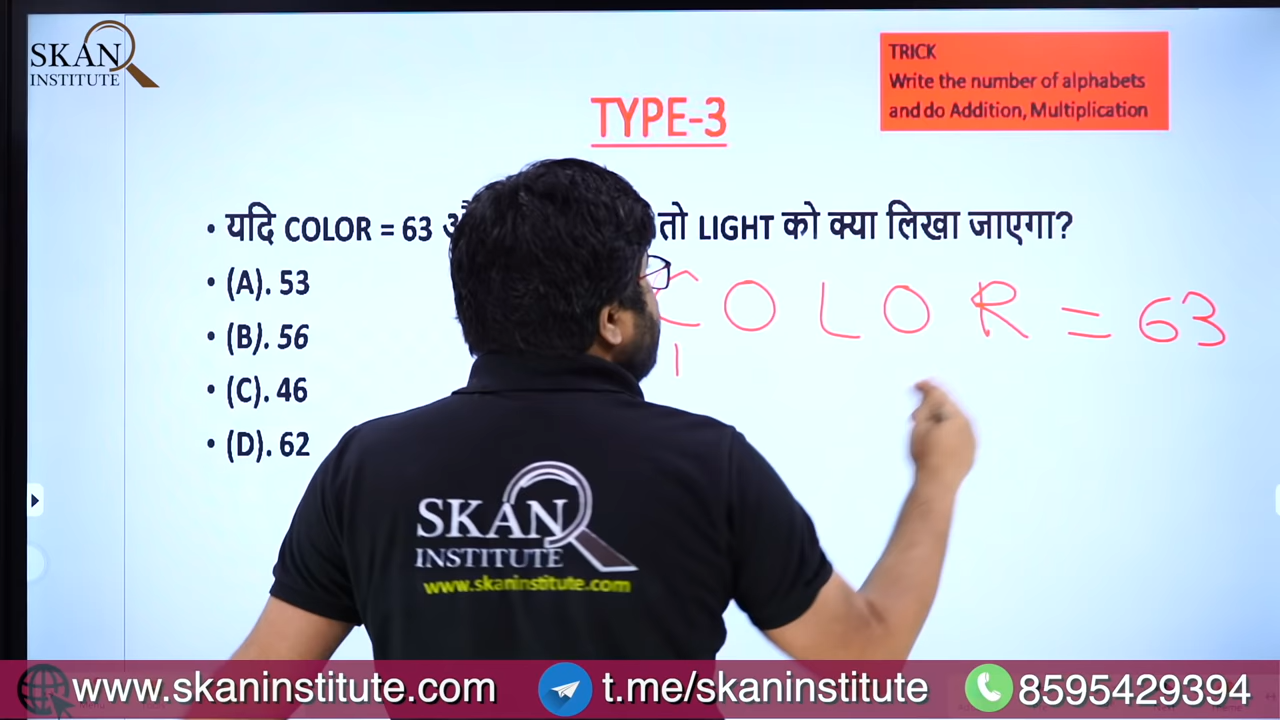 SKAN
INSTITUTE
TRICK
Write the number of alphabets
and do Addition, Multiplication
TYPE-3
• यदि COLOR = 63 तो LIGHT को क्या लिखा जाएगा?
• (A). 53
• (B). 56
• (C). 46
• (D). 62
C O L O R = 63
SKAN
INSTITUTE
www.skaninstitute.com
www.skaninstitute.com t.me/skaninstitute 8595429394